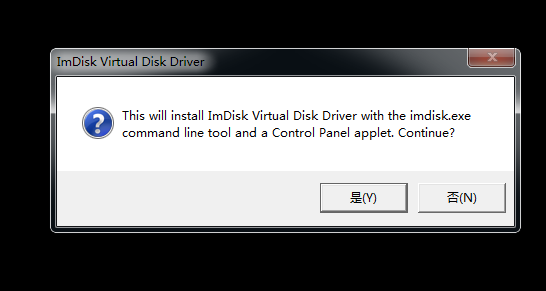 ImDisk Virtual Disk Driver
This will install ImDisk Virtual Disk Driver with the imdisk.exe
command line tool and a Control Panel applet. Continue?
是(Y) 否(N)